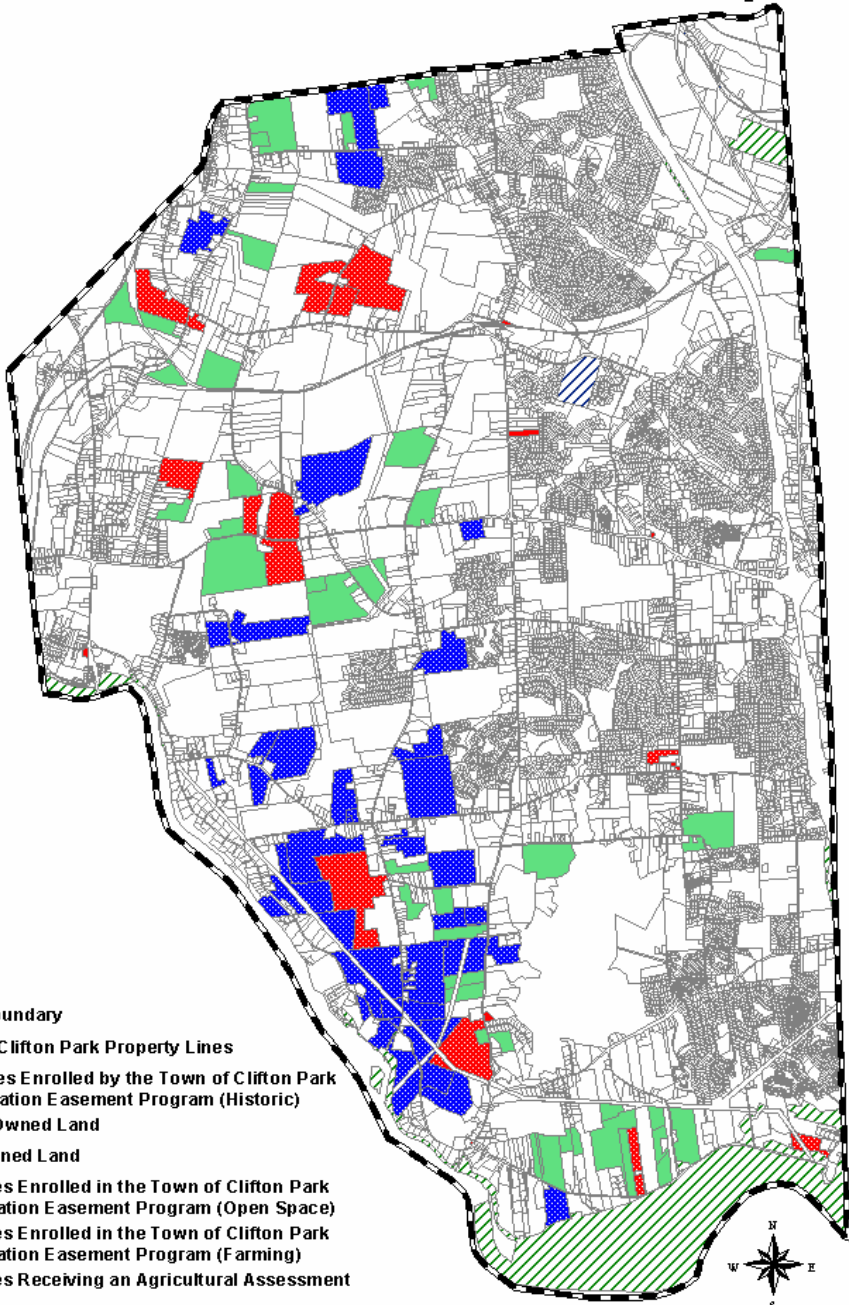 undary
Clifton Park Property Lines
es Enrolled by the Town of Clifton Park
ation Easement Program (Historic)
Owned Land
ned Land
es Enrolled in the Town of Clifton Park
ation Easement Program (Open Space)
es Enrolled in the Town of Clifton Park
ation Easement Program (Farming)
es Receiving an Agricultural Assessment
N
W E